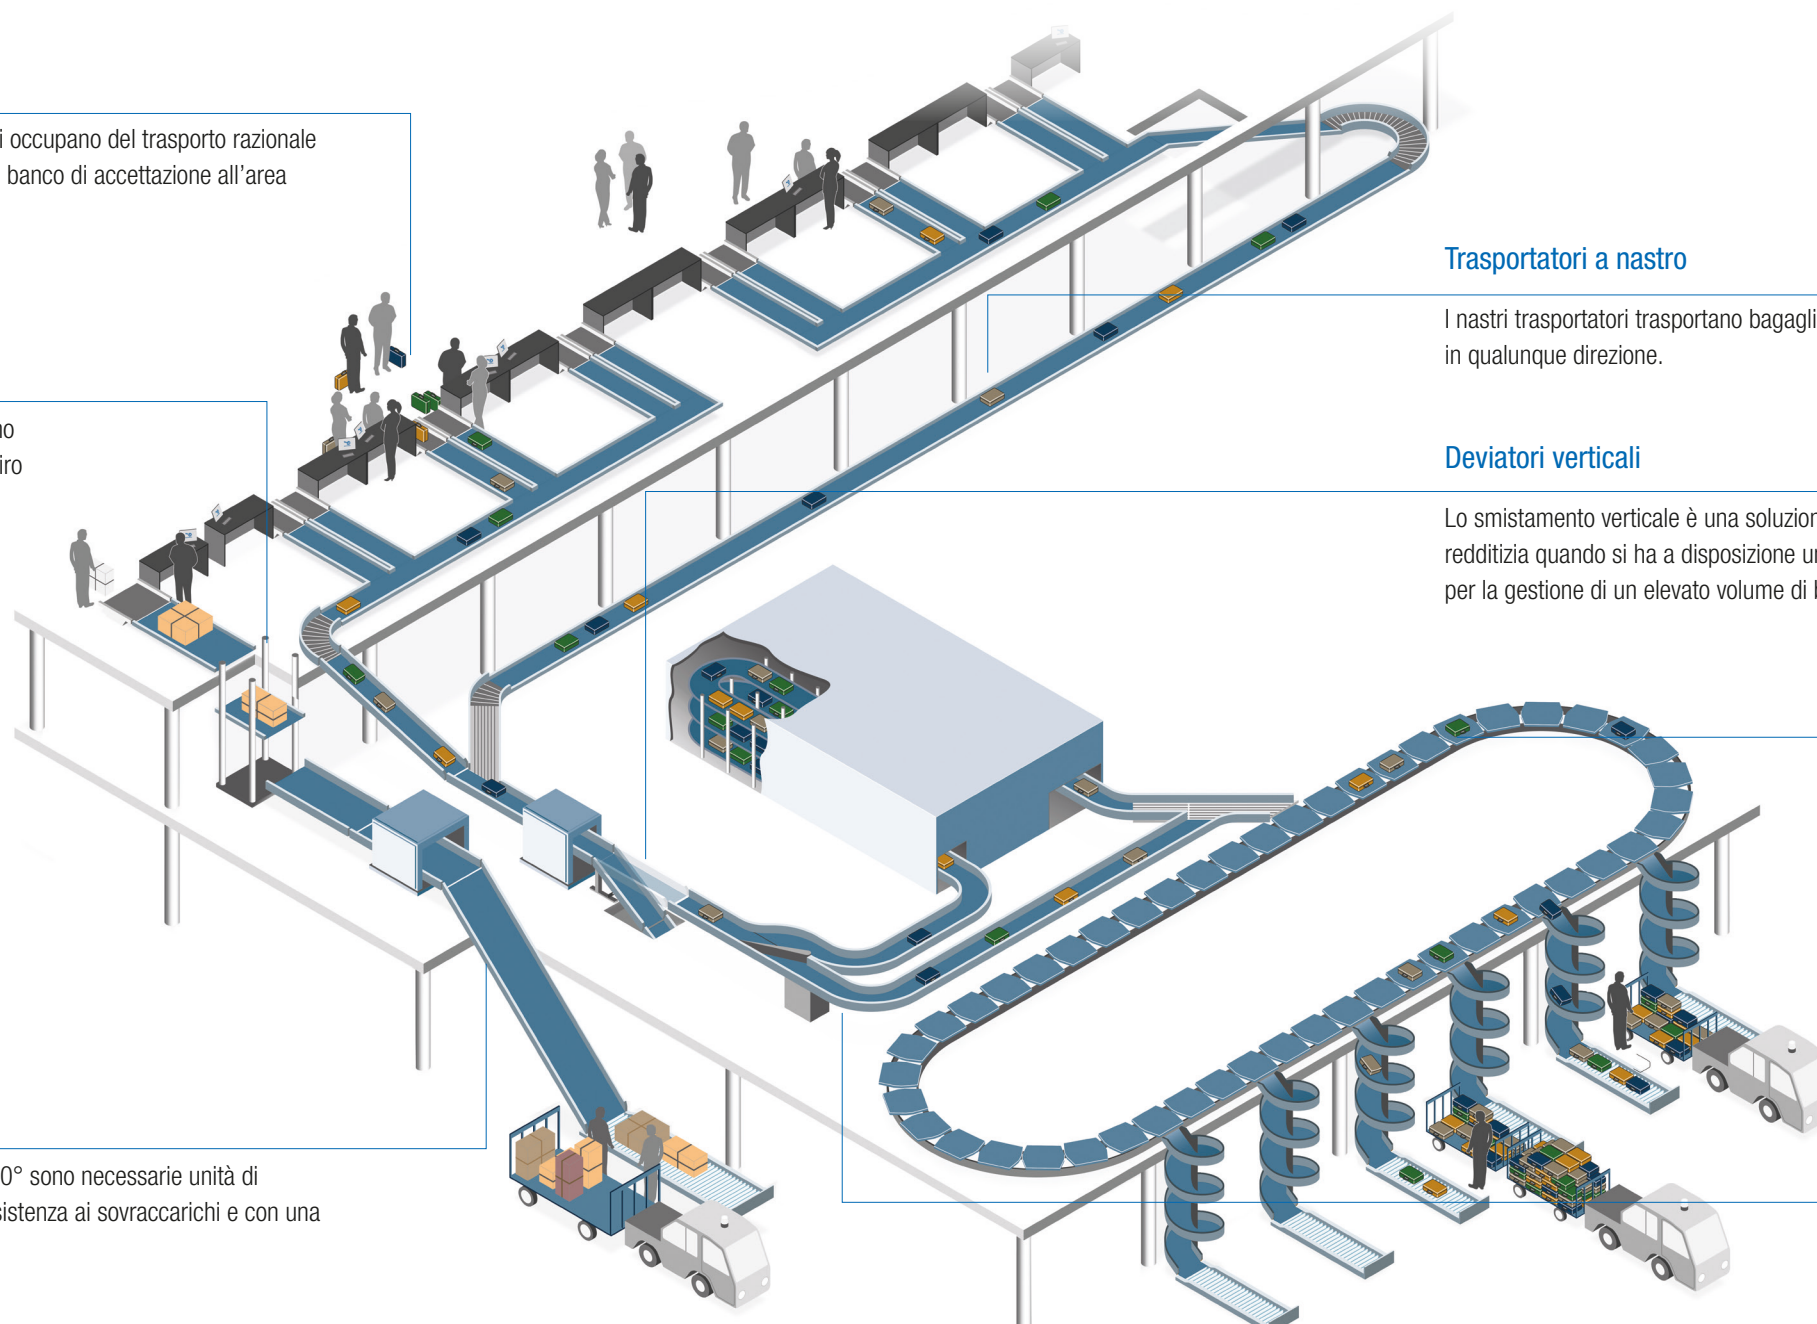 i occupano del trasporto razionale
banco di accettazione all'area
Trasportatori a nastro
I nastri trasportatori trasportano bagagli
in qualunque direzione.
no
iro
Deviatori verticali
Lo smistamento verticale è una soluzion
redditizia quando si ha a disposizione un
per la gestione di un elevato volume di b
0° sono necessarie unità di
sistenza ai sovraccarichi e con una